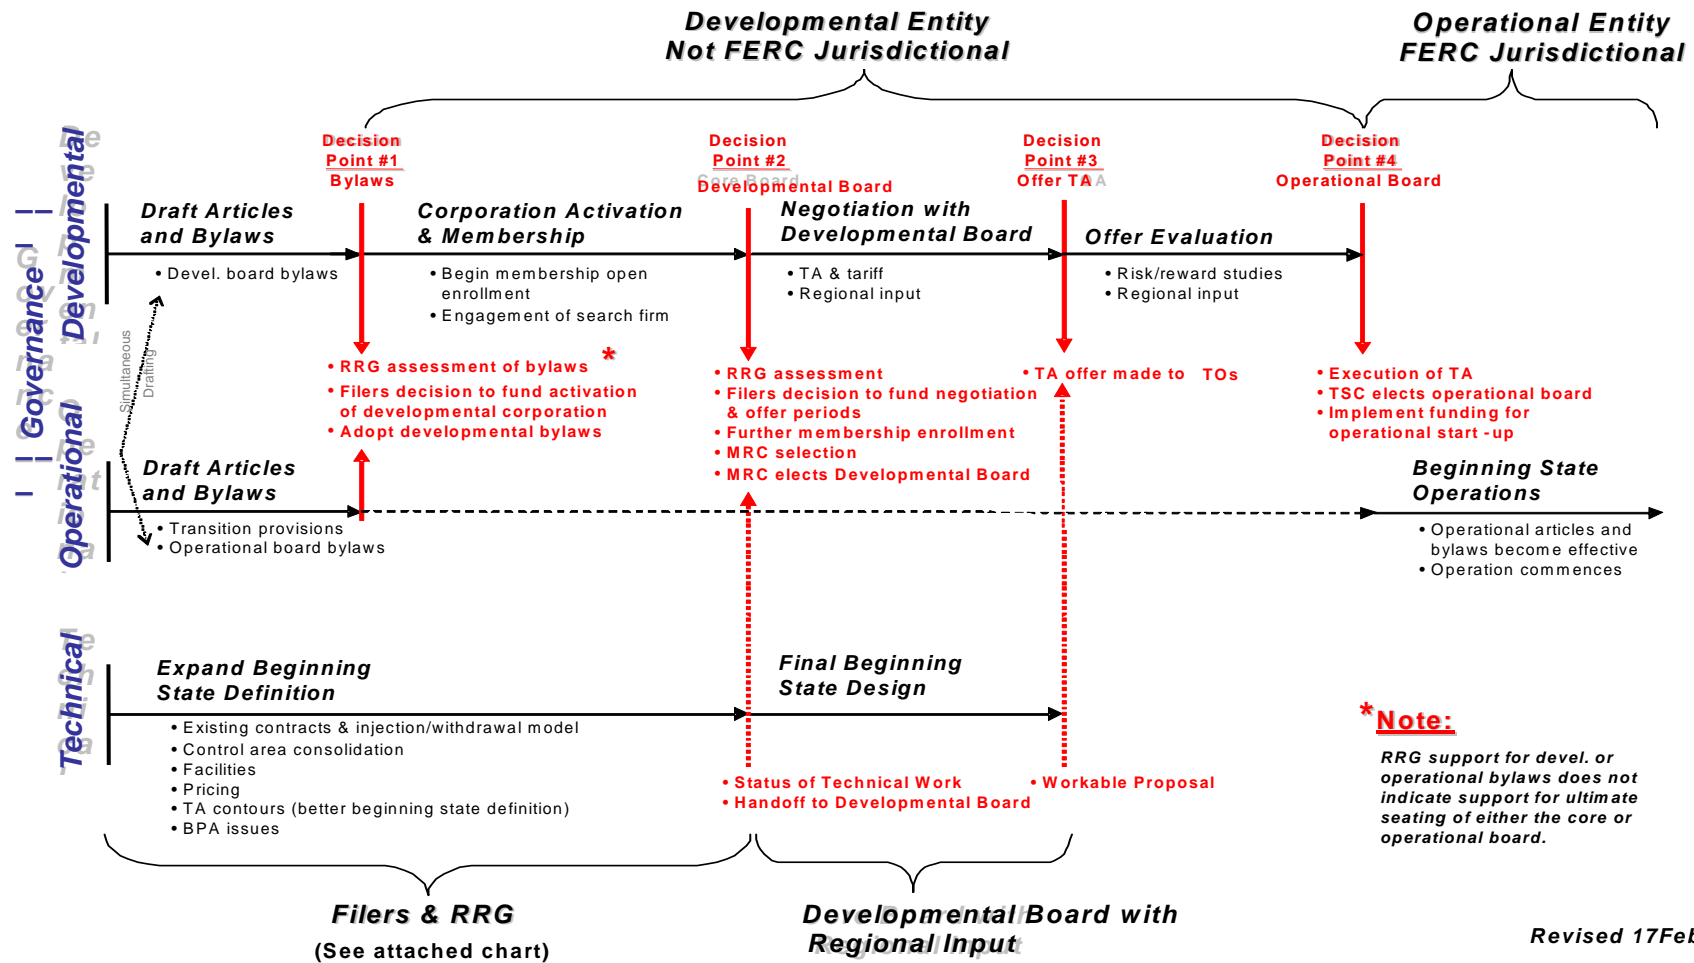 Developmental Entity
Not FERC Jurisdictional
Operational Entity
FERC Jurisdictional
Decision
Point #1
Bylaws
Decision
Point #2
Core Board
Developmental Board
Decision
Point #3
Offer TA
Decision
Point #4
Operational Board
Governance
Developmental
Draft Articles
and Bylaws
• Devel. board bylaws
Corporation Activation
& Membership
• Begin membership open
enrollment
• Engagement of search firm
Negotiation with
Developmental Board
• TA & tariff
• Regional input
Offer Evaluation
• Risk/reward studies
• Regional input
Simultaneous
Drafting
• RRG assessment of bylaws *
• Filers decision to fund activation
of developmental corporation
• Adopt developmental bylaws
• RRG assessment
• Filers decision to fund negotiation
& offer periods
• Further membership enrollment
• MRC selection
• MRC elects Developmental Board
• TA offer made to TOs
• Execution of TA
• TSC elects operational board
• Implement funding for
operational start-up
Operational
Draft Articles
and Bylaws
• Transition provisions
• Operational board bylaws
Beginning State
Operations
• Operational articles and
bylaws become effective
• Operation commences
Technical
Expand Beginning
State Definition
• Existing contracts & injection/withdrawal model
• Control area consolidation
• Facilities
• Pricing
• TA contours (better beginning state definition)
• BPA issues
Final Beginning
State Design
• Status of Technical Work
• Handoff to Developmental Board
• Workable Proposal
* Note:
RRG support for devel. or
operational bylaws does not
indicate support for ultimate
seating of either the core or
operational board.
Filers & RRG
(See attached chart)
Developmental Board with
Regional Input
Revised 17Feb